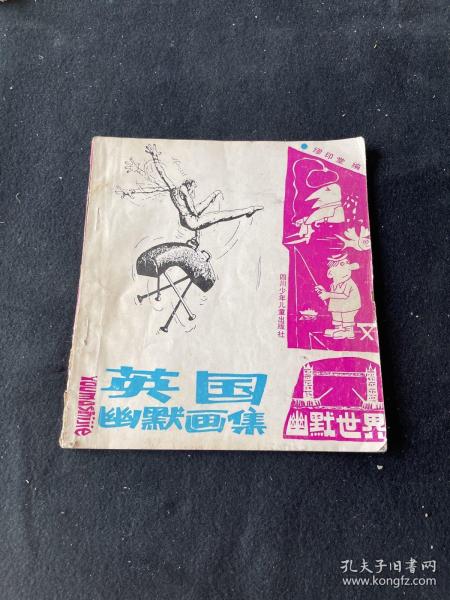 缪印堂 编
四川少年儿童出版社
英国
幽默画集
幽默世界
Youmoshijie
孔夫子旧书网
www.kongfz.com